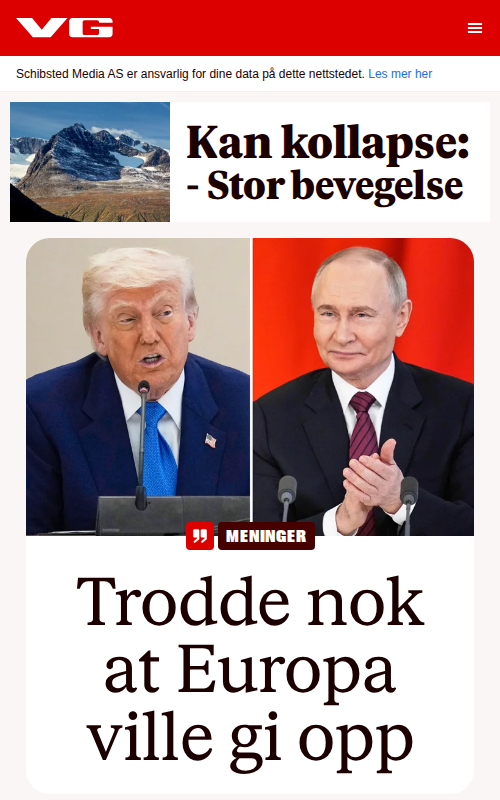 VG
Schibsted Media AS er ansvarlig for dine data på dette nettstedet. Les mer her
Kan kollapse:
- Stor bevegelse
MENINGER
Trodde nok
at Europa
ville gi opp